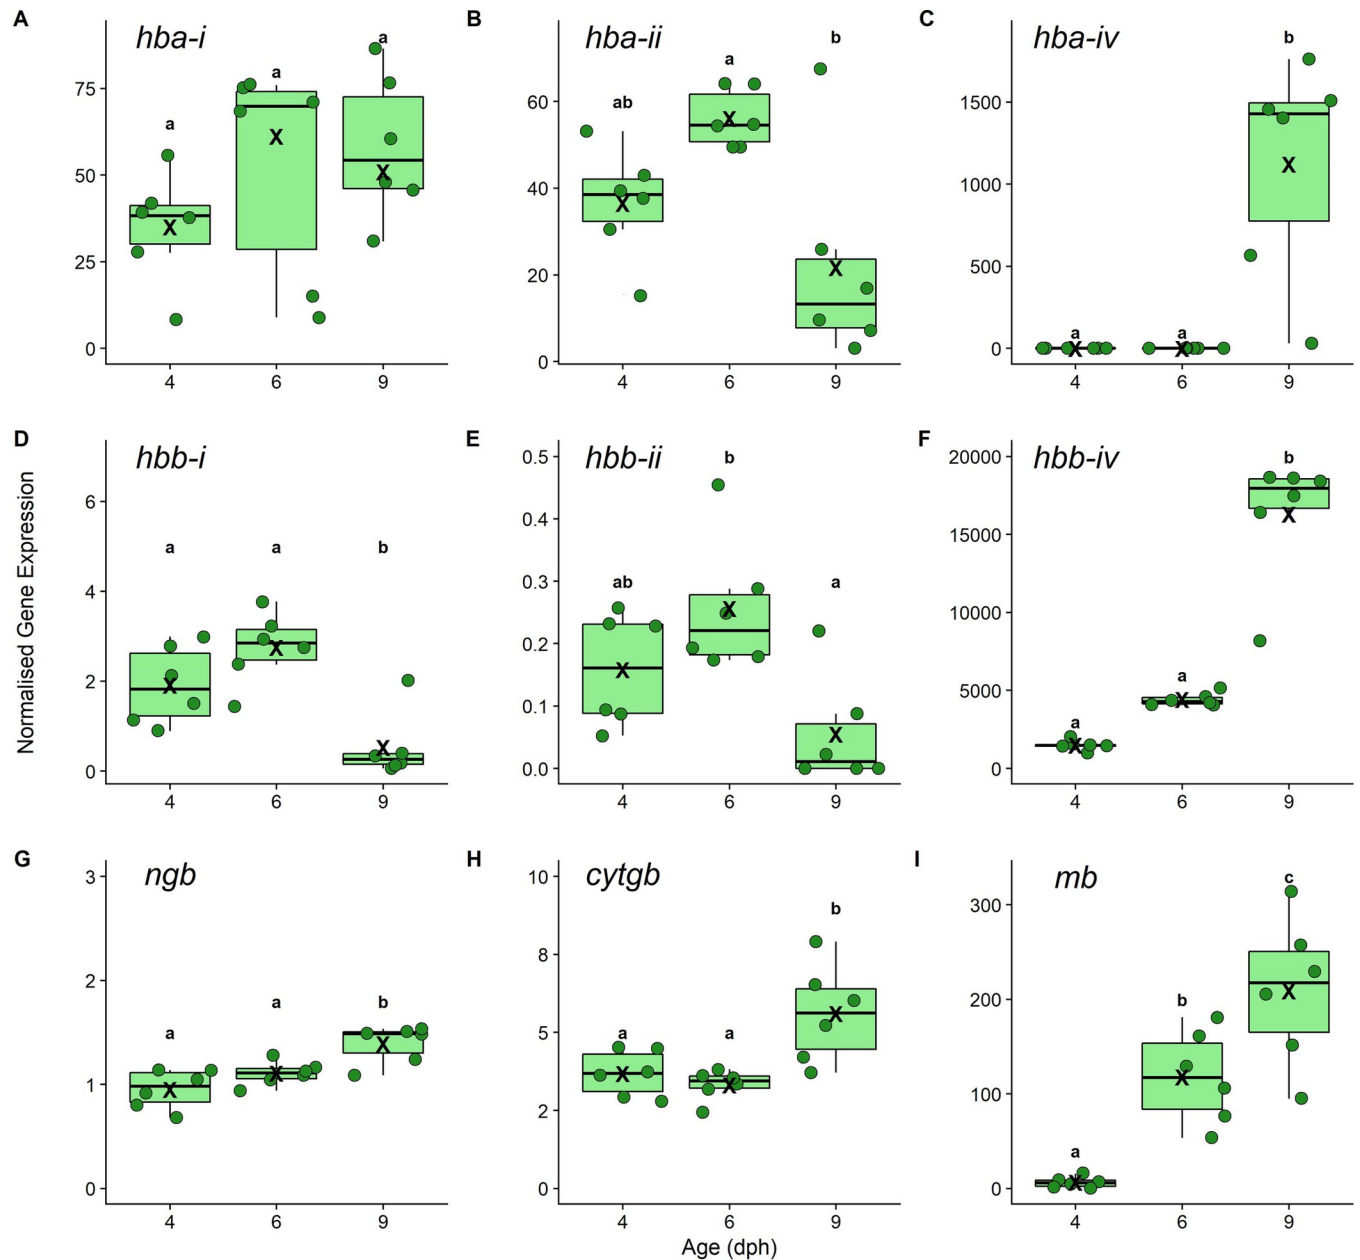 A hba-i
a a a
75
50
25
0
4 6 9
B hba-ii
ab a b
60
40
20
0
4 6 9
C hba-iv
a a b
1500
1000
500
0
4 6 9
Normalised Gene Expression
D hbb-i
a a b
6
4
2
0
4 6 9
E hbb-ii
ab b a
0.5
0.4
0.3
0.2
0.1
0.0
4 6 9
F hbb-iv
a a b
20000
15000
10000
5000
0
4 6 9
G ngb
a a b
3
2
1
0
4 6 9
H cytgb
a a b
10
8
5
2
0
4 6 9
I mb
a b c
300
200
100
0
4 6 9
Age (dph)